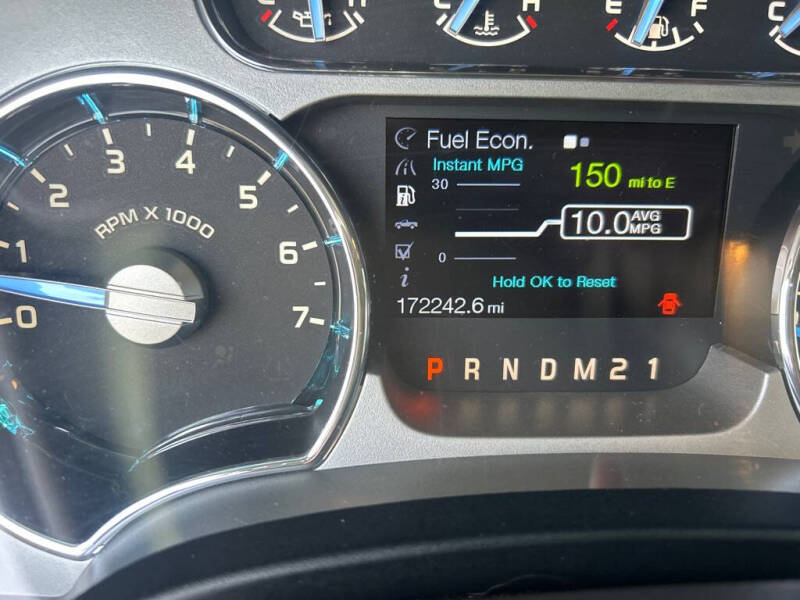 C H C H E F C
Fuel Econ.
Instant MPG
150 mi to E
30
10.0 AVG MPG
0
Hold OK to Reset
172242.6 mi
P R N D M 2 1
0 1 2 3 4 5 6 7
RPM X 1000
i